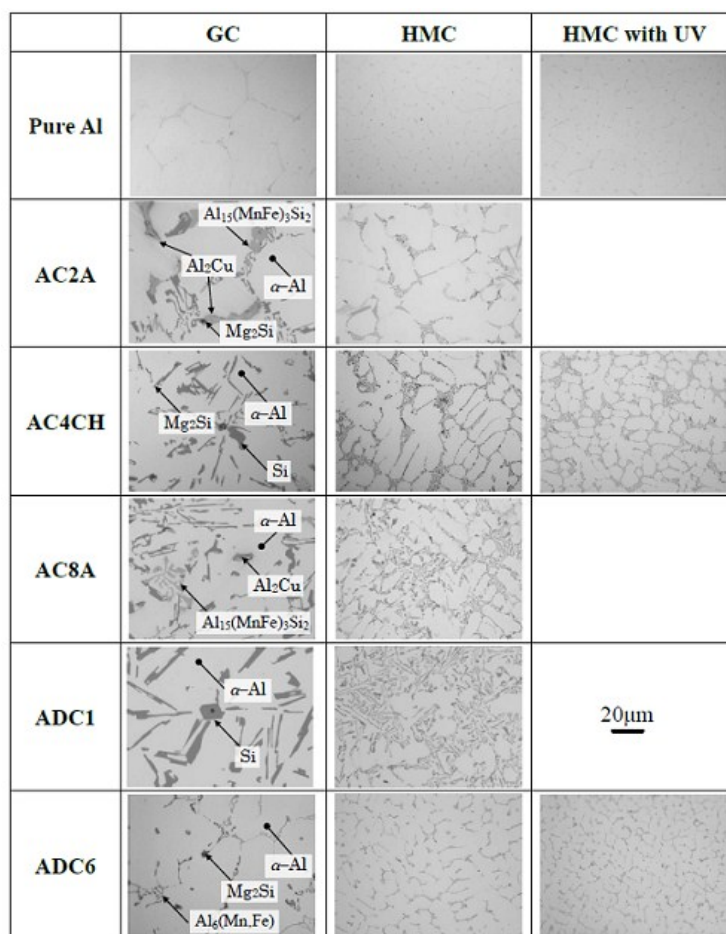 GC HMC HMC with UV
Pure Al
AC2A
Al₁₅(MnFe)₃Si₂
Al₂Cu
α–Al
Mg₂Si
AC4CH
α–Al
Mg₂Si
Si
AC8A
α–Al
Al₂Cu
Al₁₅(MnFe)₃Si₂
ADC1
α–Al
Si
20μm
ADC6
α–Al
Mg₂Si
Al₆(Mn,Fe)